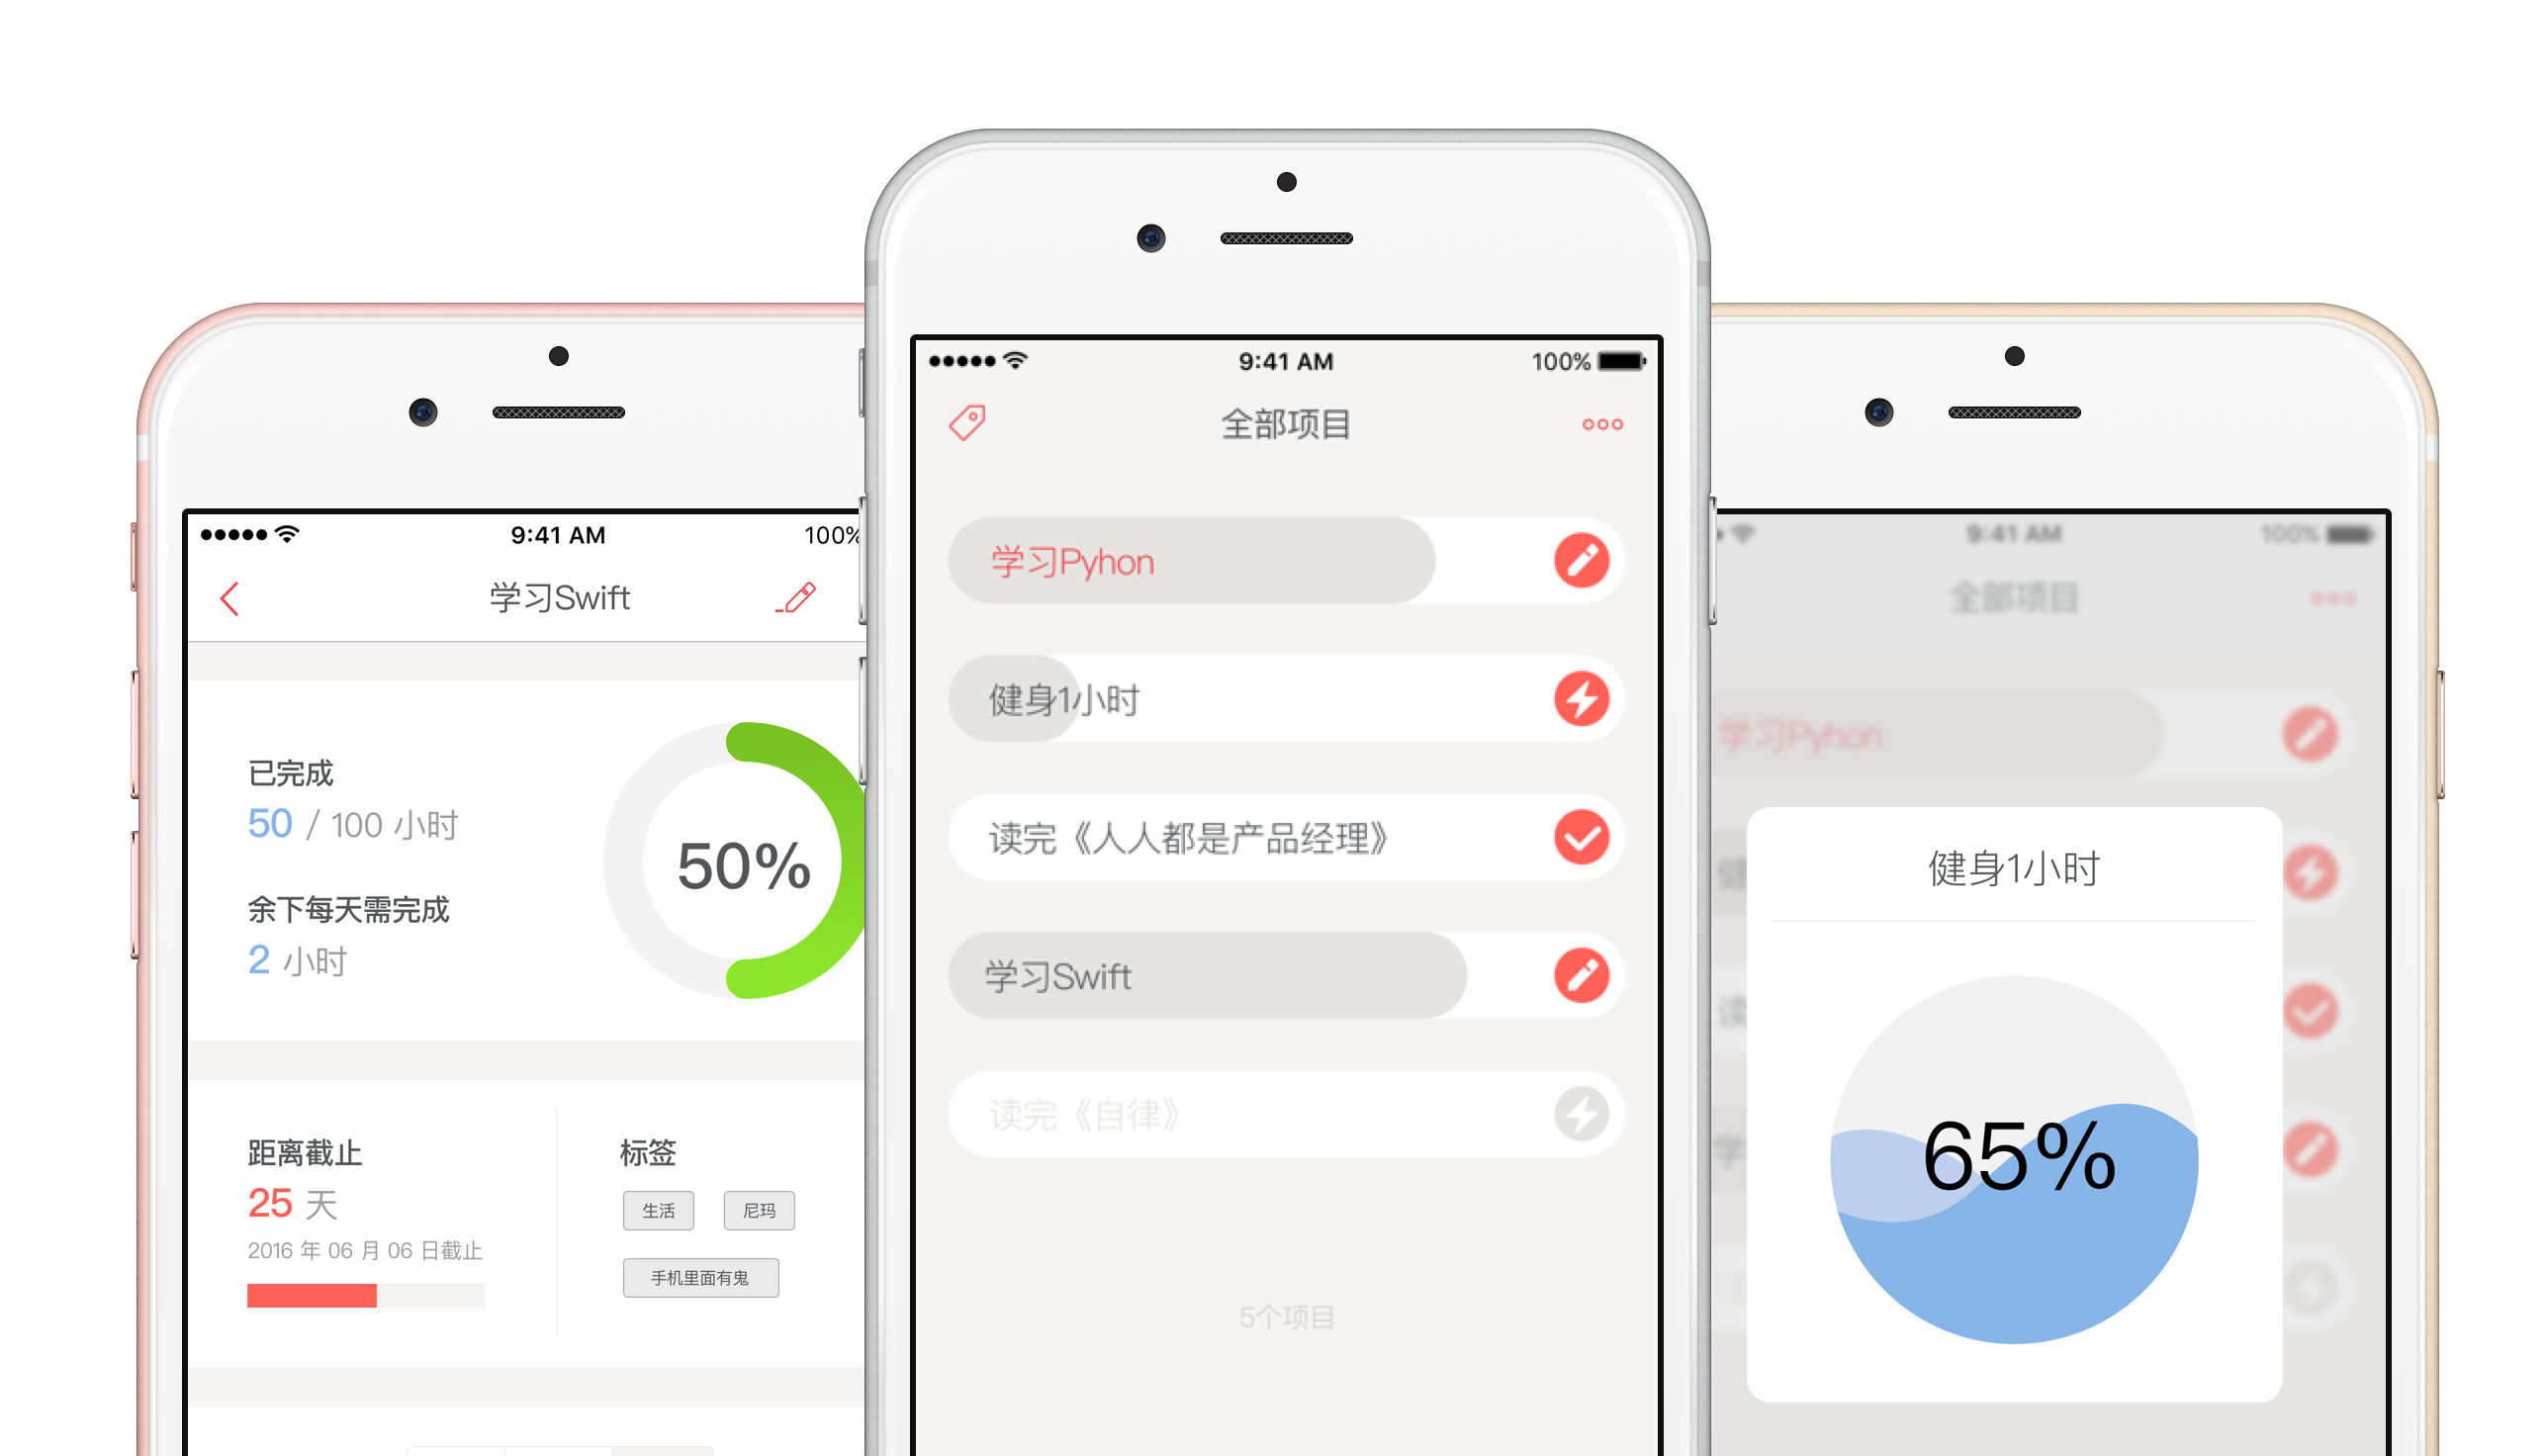 9:41 AM
100%
学习Swift
已完成
50 / 100 小时
余下每天需完成
2 小时
50%
距离截止
25 天
2016 年 06 月 06 日截止
标签
生活
尼玛
手机里面有鬼
9:41 AM
100%
全部项目
学习Pyhon
健身1小时
读完《人人都是产品经理》
学习Swift
读完《自律》
5个项目
9:41 AM
100%
全部项目
学习Pyhon
健
读
学
健身1小时
65%